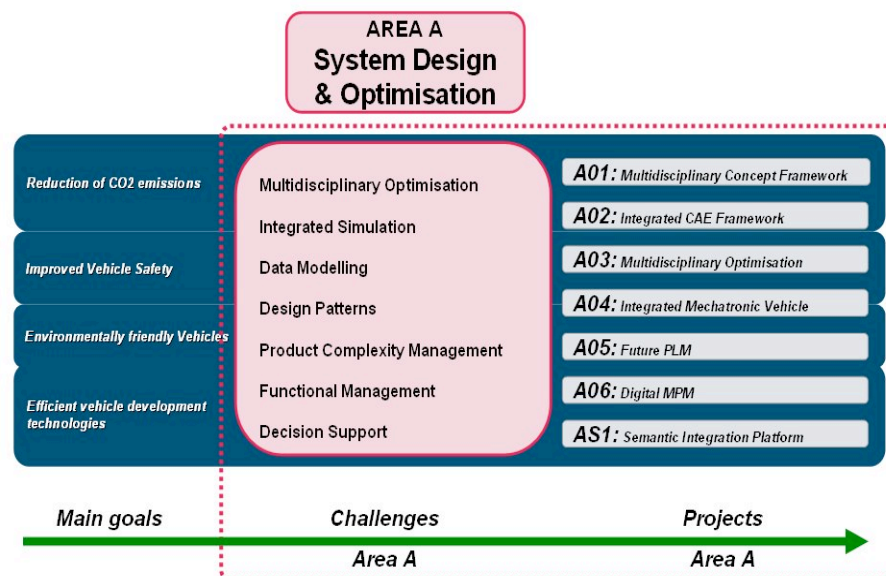 AREA A
System Design
& Optimisation
Reduction of CO2 emissions
Improved Vehicle Safety
Environmentally friendly Vehicles
Efficient vehicle development
technologies
Multidisciplinary Optimisation
Integrated Simulation
Data Modelling
Design Patterns
Product Complexity Management
Functional Management
Decision Support
A01: Multidisciplinary Concept Framework
A02: Integrated CAE Framework
A03: Multidisciplinary Optimisation
A04: Integrated Mechatronic Vehicle
A05: Future PLM
A06: Digital MPM
AS1: Semantic Integration Platform
Main goals
Challenges
Projects
Area A
Area A